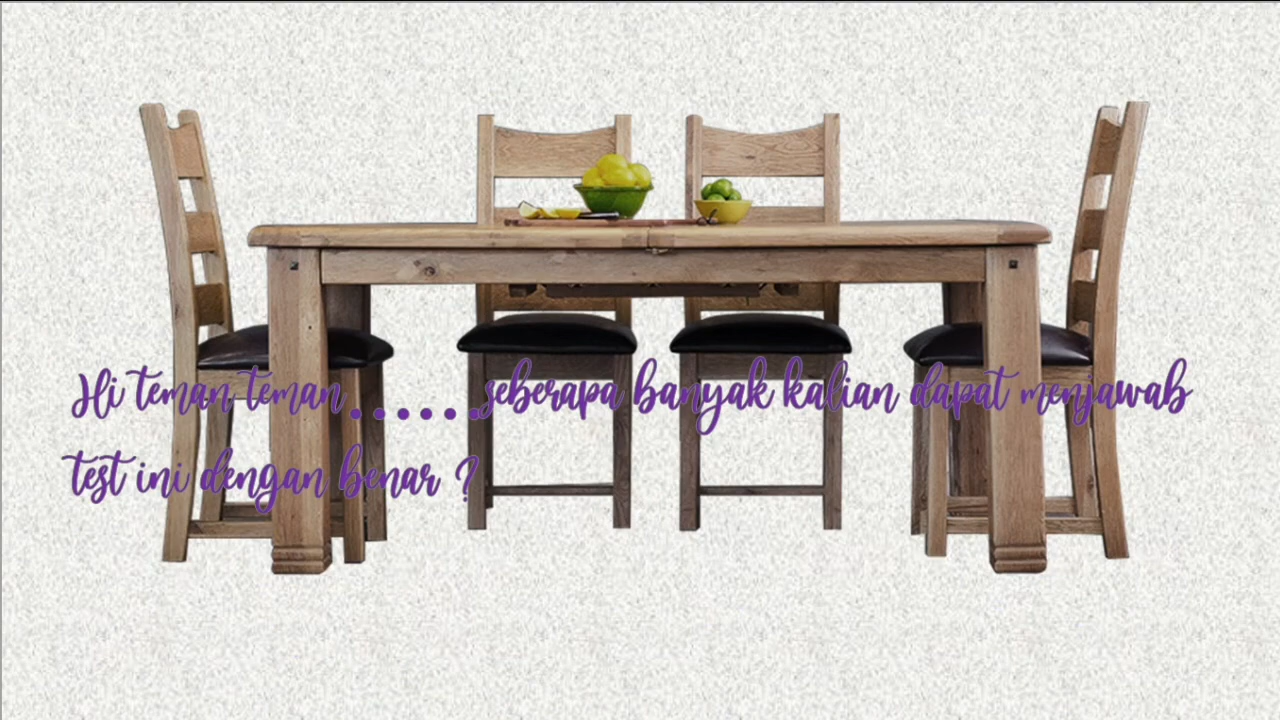 Hi teman teman......seberapa banyak kalian dapat menjawab
test ini dengan benar ?